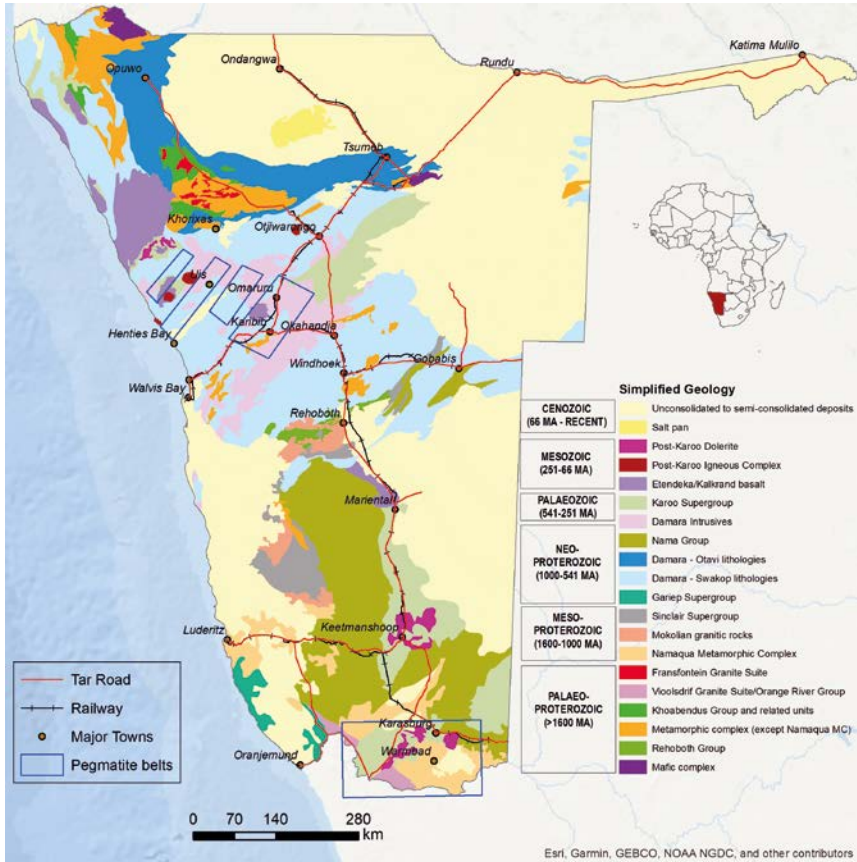 Katima Mulilo
Ondangwa
Rundu
Opuwo
Tsumeb
Khorixas
Otjiwarongo
Uis
Omaruru
Karibib
Okahandja
Henties Bay
Windhoek
Gobabis
Walvis Bay
Rehoboth
Mariental
Luderitz
Keetmanshoop
Karasburg
Warmbad
Oranjemund
Tar Road
Railway
Major Towns
Pegmatite belts
0 70 140 280
km
Simplified Geology
CENOZOIC
(66 MA - RECENT)
MESOZOIC
(251-66 MA)
PALAEOZOIC
(541-251 MA)
NEO-
PROTEROZOIC
(1000-541 MA)
MESO-
PROTEROZOIC
(1600-1000 MA)
PALAEO-
PROTEROZOIC
(>1600 MA)
Unconsolidated to semi-consolidated deposits
Salt pan
Post-Karoo Dolerite
Post-Karoo Igneous Complex
Etendeka/Kalkrand basalt
Karoo Supergroup
Damara Intrusives
Nama Group
Damara - Otavi lithologies
Damara - Swakop lithologies
Gariep Supergroup
Sinclair Supergroup
Mokolian granitic rocks
Namaqua Metamorphic Complex
Fransfontein Granite Suite
Vioolsdrif Granite Suite/Orange River Group
Khoabendus Group and related units
Metamorphic complex (except Namaqua MC)
Rehoboth Group
Mafic complex
Esri, Garmin, GEBCO, NOAA NGDC, and other contributors